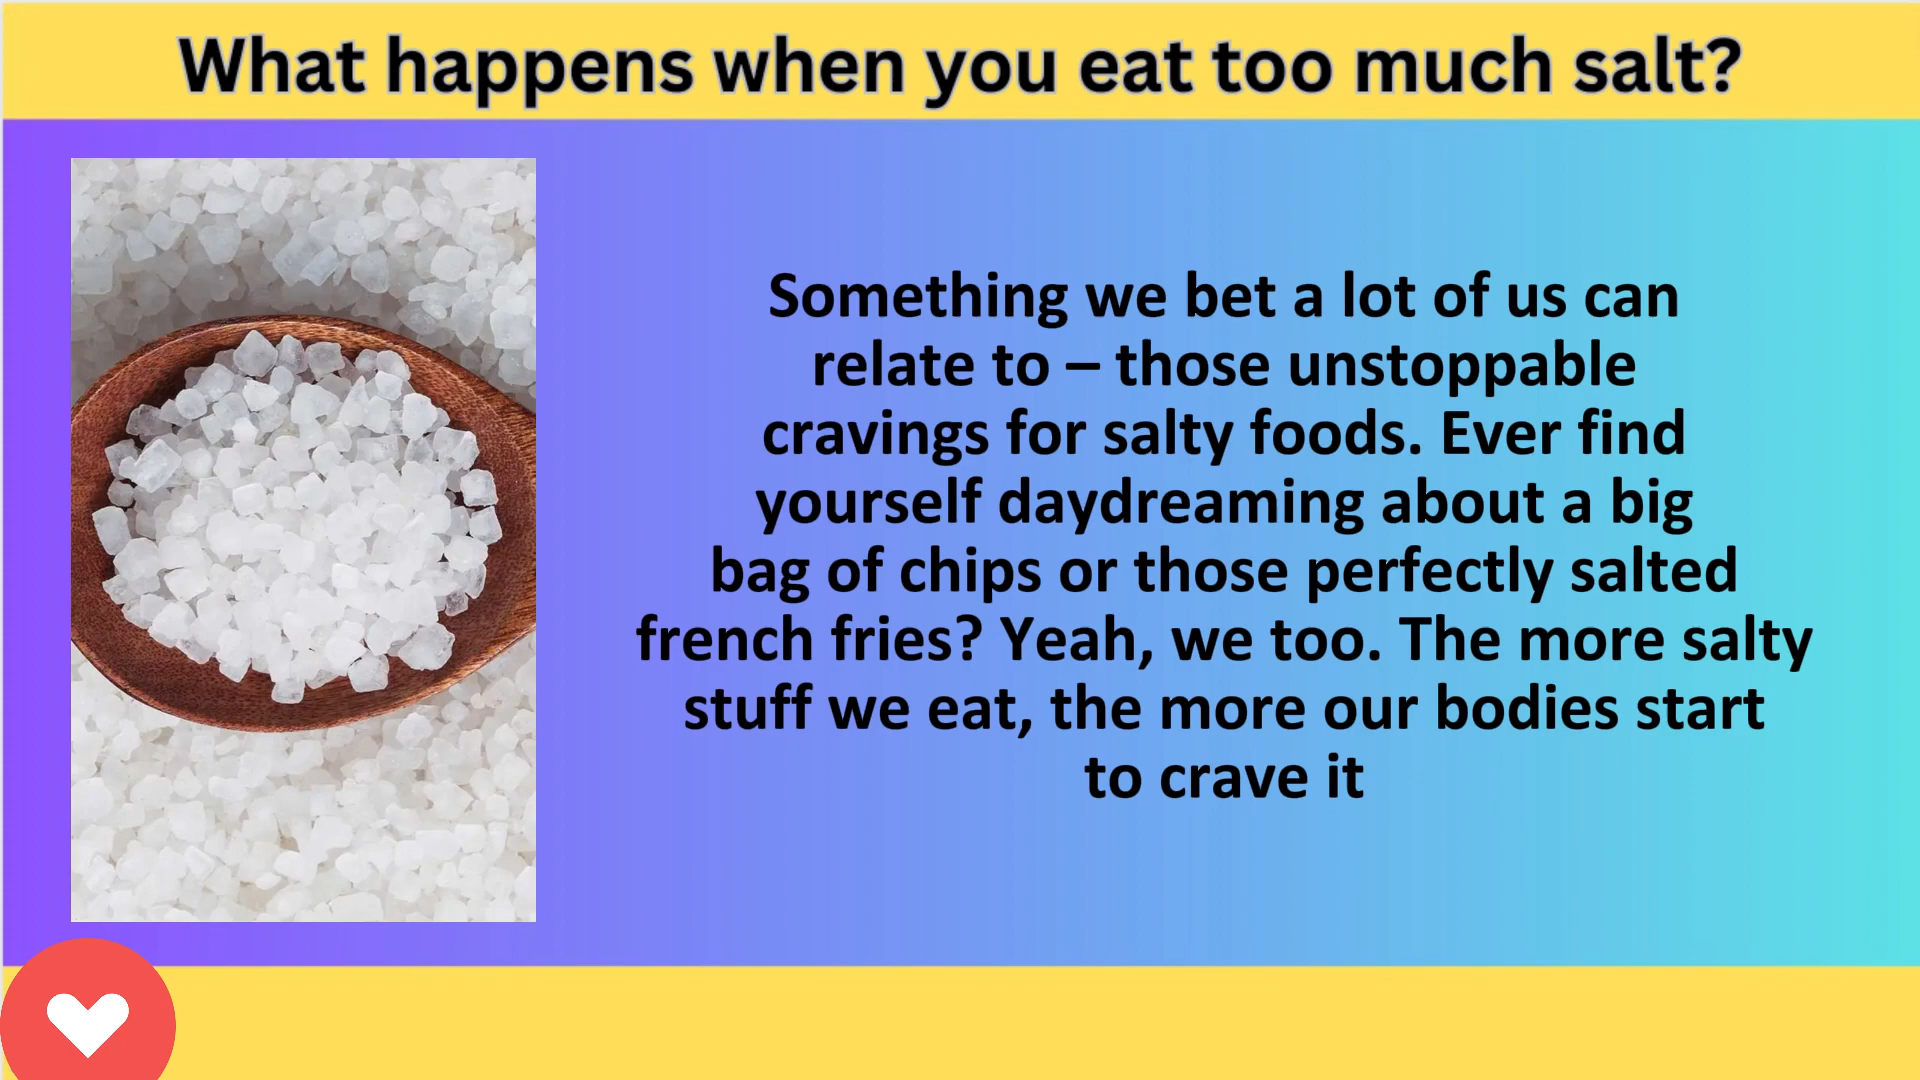 What happens when you eat too much salt?
Something we bet a lot of us can
relate to – those unstoppable
cravings for salty foods. Ever find
yourself daydreaming about a big
bag of chips or those perfectly salted
french fries? Yeah, we too. The more salty
stuff we eat, the more our bodies start
to crave it